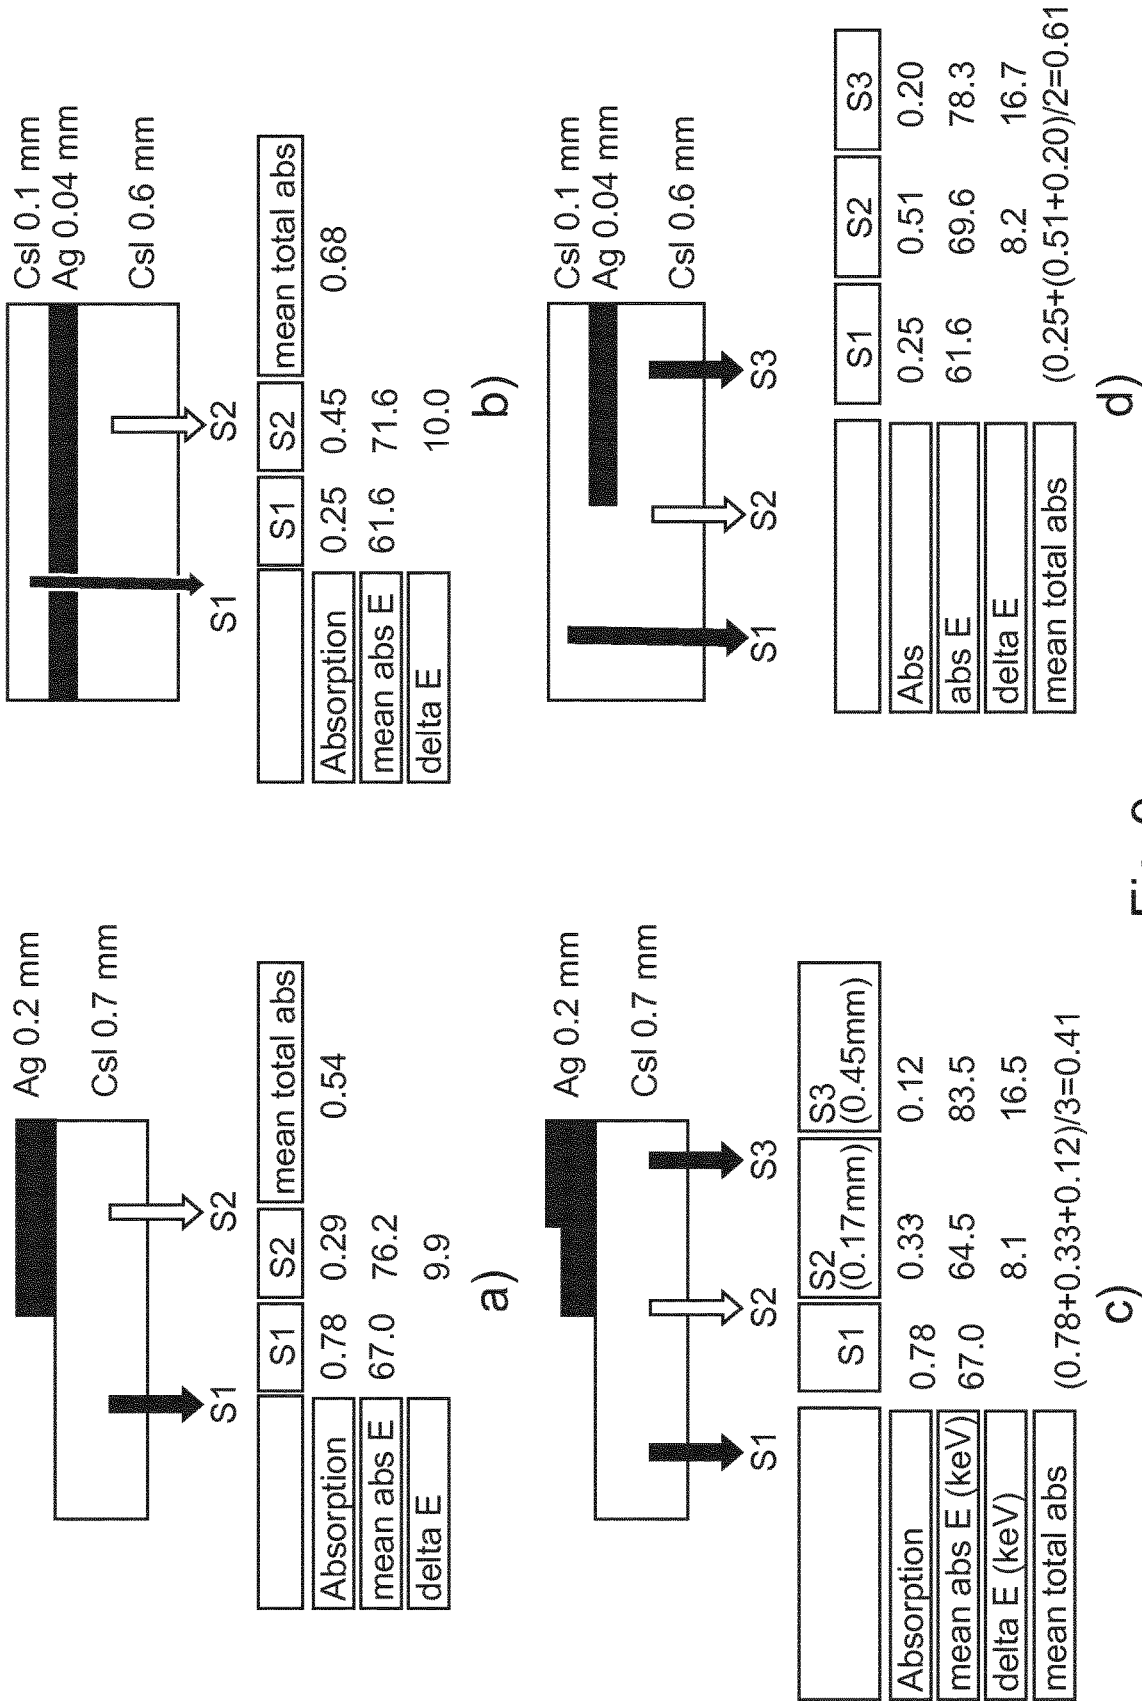 Ag 0.2 mm
CsI 0.7 mm
S1 S2
S1 S2 mean total abs
Absorption 0.78 0.29 0.54
mean abs E 67.0 76.2
delta E 9.9
a)
CsI 0.1 mm
Ag 0.04 mm
CsI 0.6 mm
S1 S2
S1 S2 mean total abs
Absorption 0.25 0.45 0.68
mean abs E 61.6 71.6
delta E 10.0
b)
Ag 0.2 mm
CsI 0.7 mm
S1 S2 S3
S1 S2 S3
(0.17mm) (0.45mm)
Absorption 0.78 0.33 0.12
mean abs E (keV) 67.0 64.5 83.5
delta E (keV) 8.1 16.5
mean total abs (0.78+0.33+0.12)/3=0.41
c)
CsI 0.1 mm
Ag 0.04 mm
CsI 0.6 mm
S1 S2 S3
S1 S2 S3
Abs 0.25 0.51 0.20
abs E 61.6 69.6 78.3
delta E 8.2 16.7
mean total abs (0.25+(0.51+0.20)/2=0.61
d)